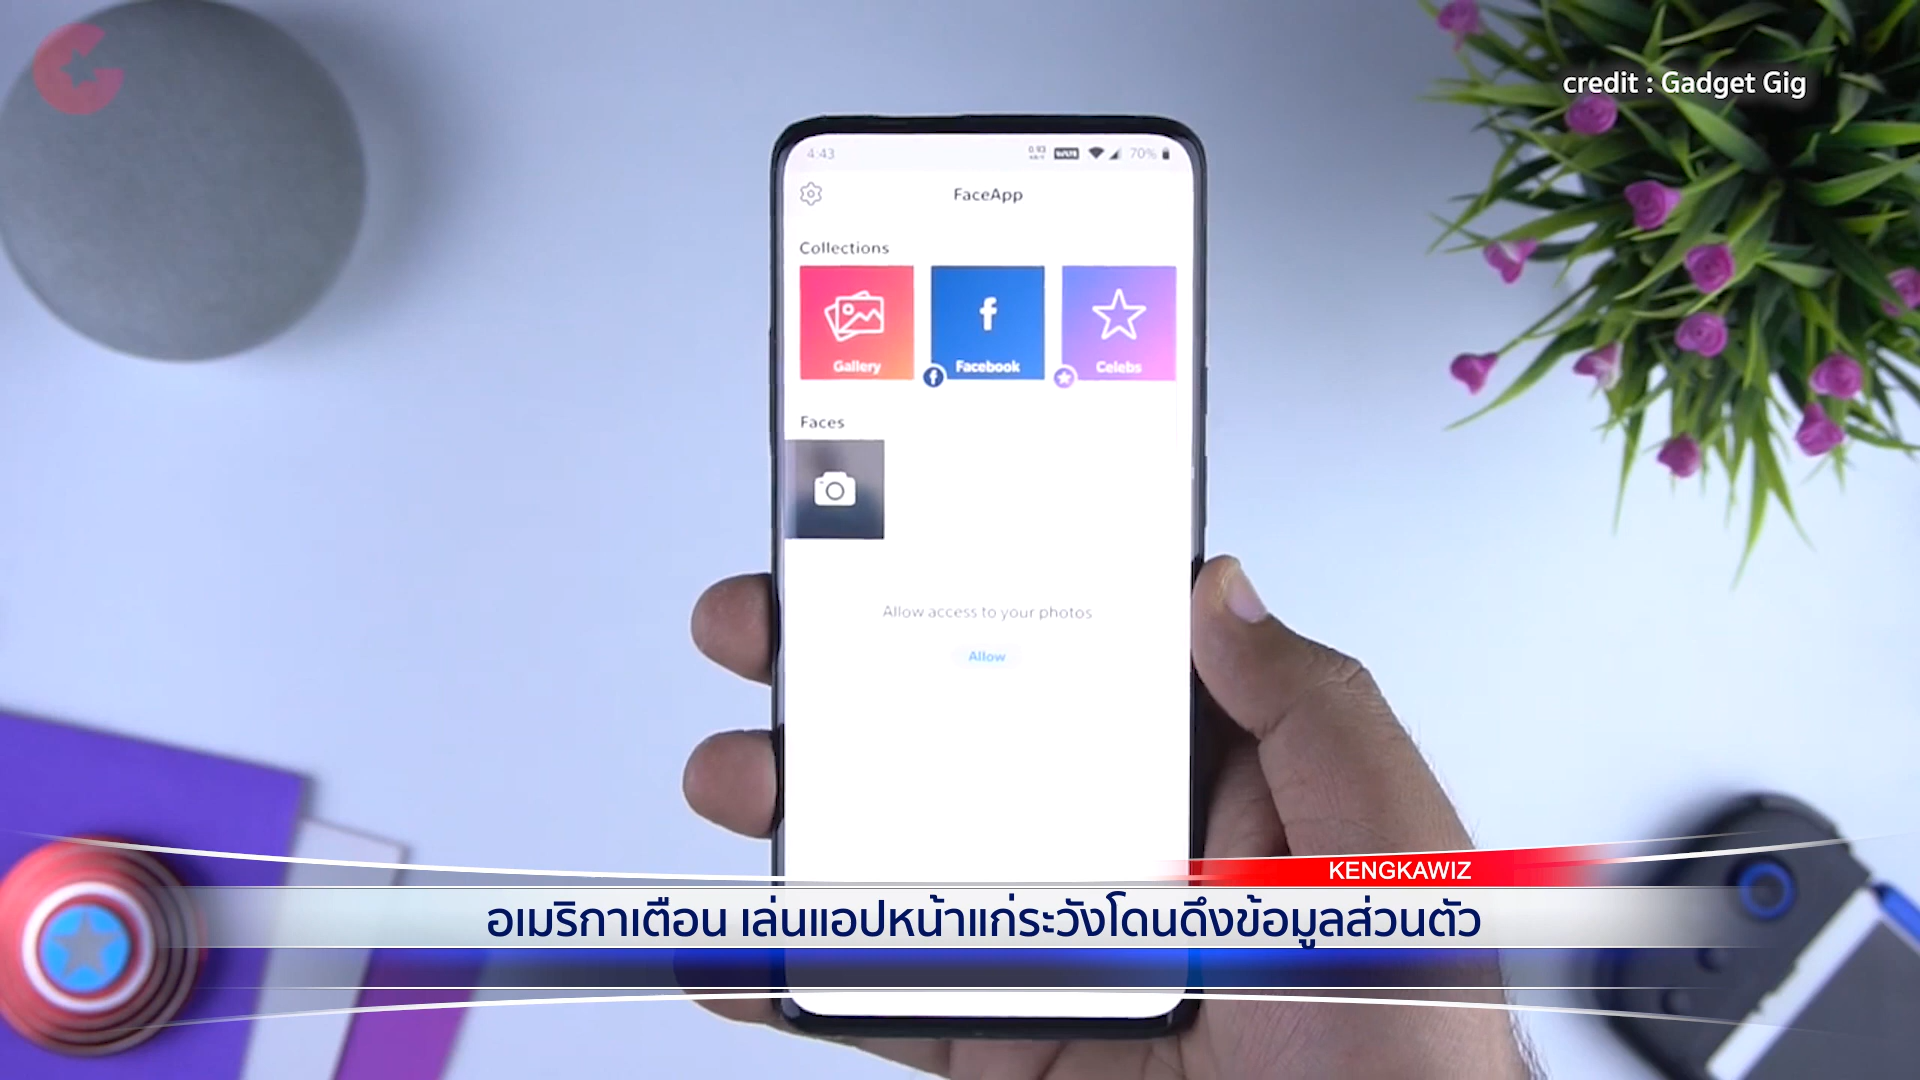 credit : Gadget Gig
4:43
70%
FaceApp
Collections
Gallery
Facebook
Celebs
Faces
Allow access to your photos
Allow
KENGKAWIZ
อเมริกาเตือน เล่นแอปหน้าแก่ระวังโดนดึงข้อมูลส่วนตัว